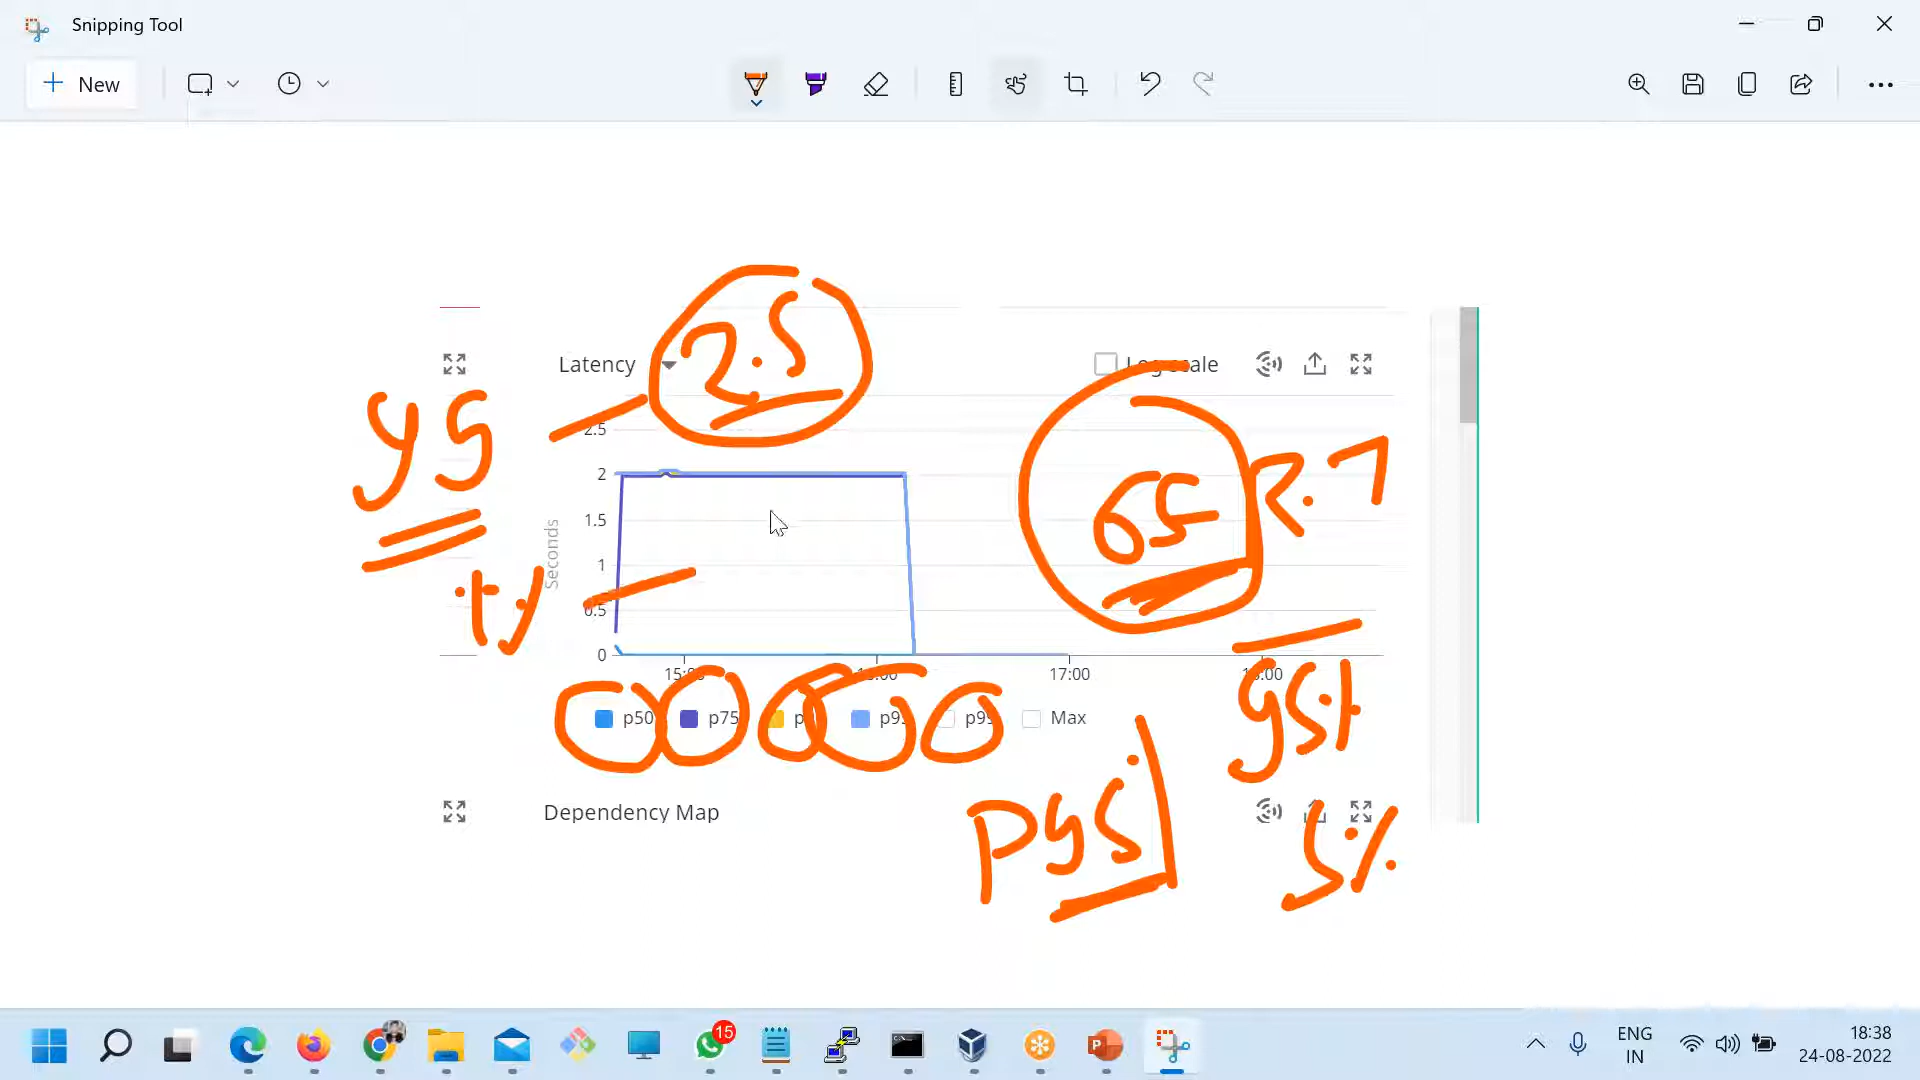 Snipping Tool
New
2.5
Latency
Log scale
95
2.5
R.T
2
65
1.5
Seconds
1
0.5
0
17:00
p50
p75
Max
95%
p95
Dependency Map
5%
15
ENG
IN
18:38
24-08-2022